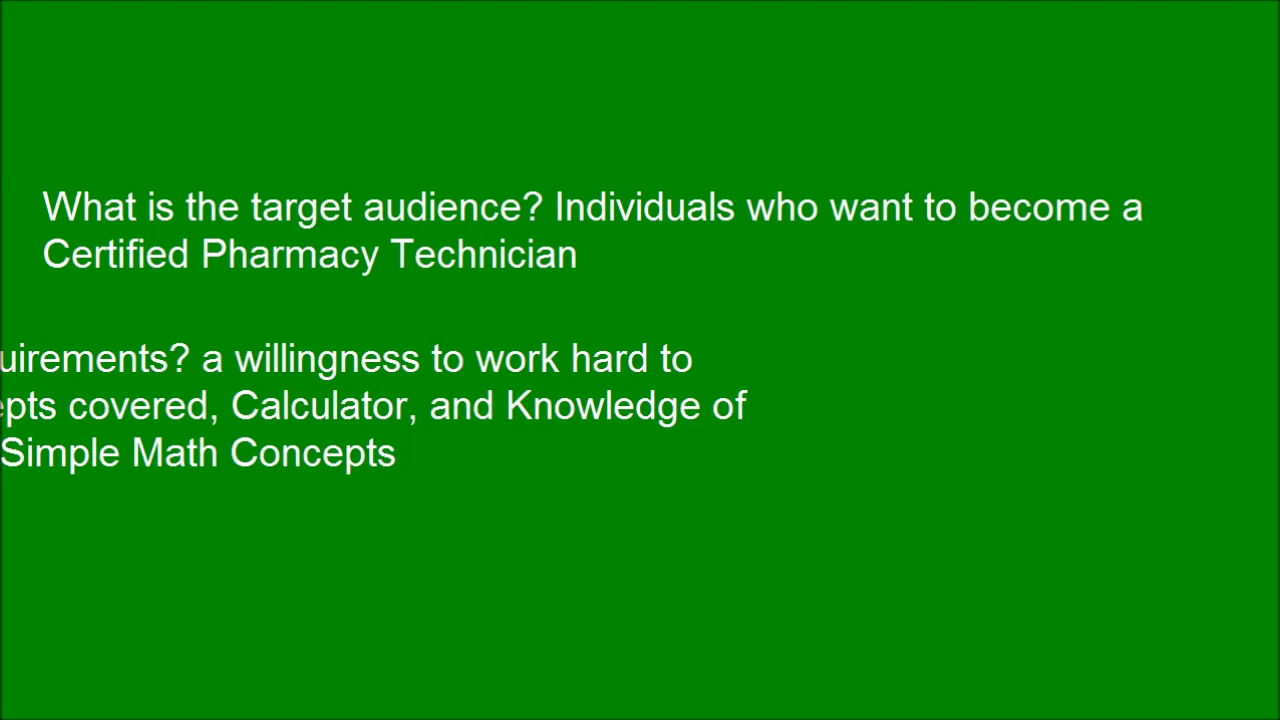 What is the target audience? Individuals who want to become a
Certified Pharmacy Technician
uirements? a willingness to work hard to
epts covered, Calculator, and Knowledge of
Simple Math Concepts